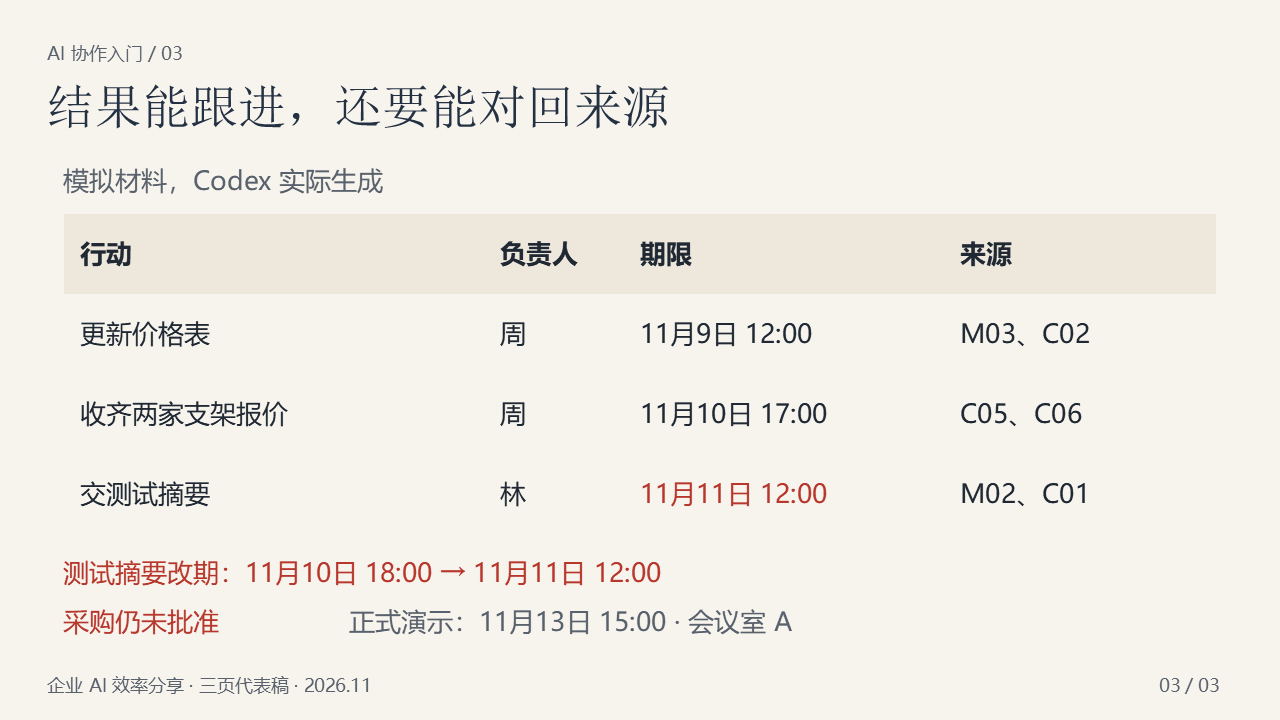 AI 协作入门 / 03
结果能跟进，还要能对回来源
模拟材料，Codex 实际生成
行动 负责人 期限 来源
更新价格表 周 11月9日 12:00 M03、C02
收齐两家支架报价 周 11月10日 17:00 C05、C06
交测试摘要 林 11月11日 12:00 M02、C01
测试摘要改期：11月10日 18:00 → 11月11日 12:00
采购仍未批准 正式演示：11月13日 15:00 · 会议室 A
企业 AI 效率分享 · 三页代表稿 · 2026.11 03 / 03